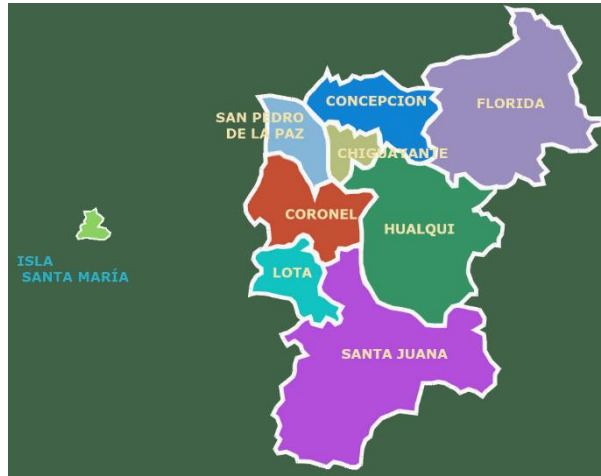 CONCEPCION
FLORIDA
SAN PEDRO
DE LA PAZ
CHIGUAYANTE
CORONEL
HUALQUI
ISLA
SANTA MARÍA
LOTA
SANTA JUANA